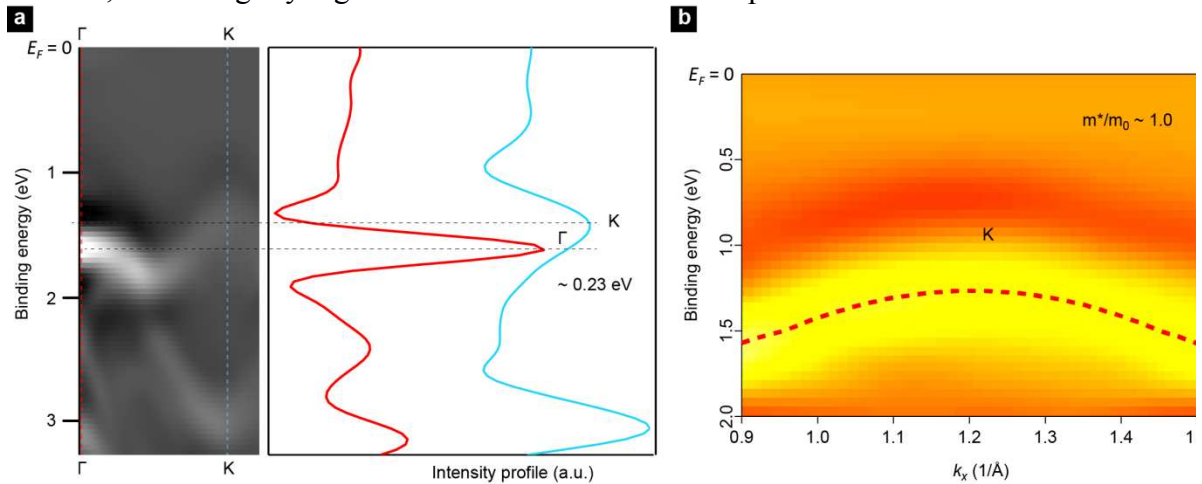 a
Γ K
E_F = 0
1
2
3
Binding energy (eV)
Γ K
K
Γ
~ 0.23 eV
Intensity profile (a.u.)
b
E_F = 0
0.5
1.0
1.5
2.0
Binding energy (eV)
m*/m₀ ~ 1.0
K
0.9 1.0 1.1 1.2 1.3 1.4
k_x (1/Å)